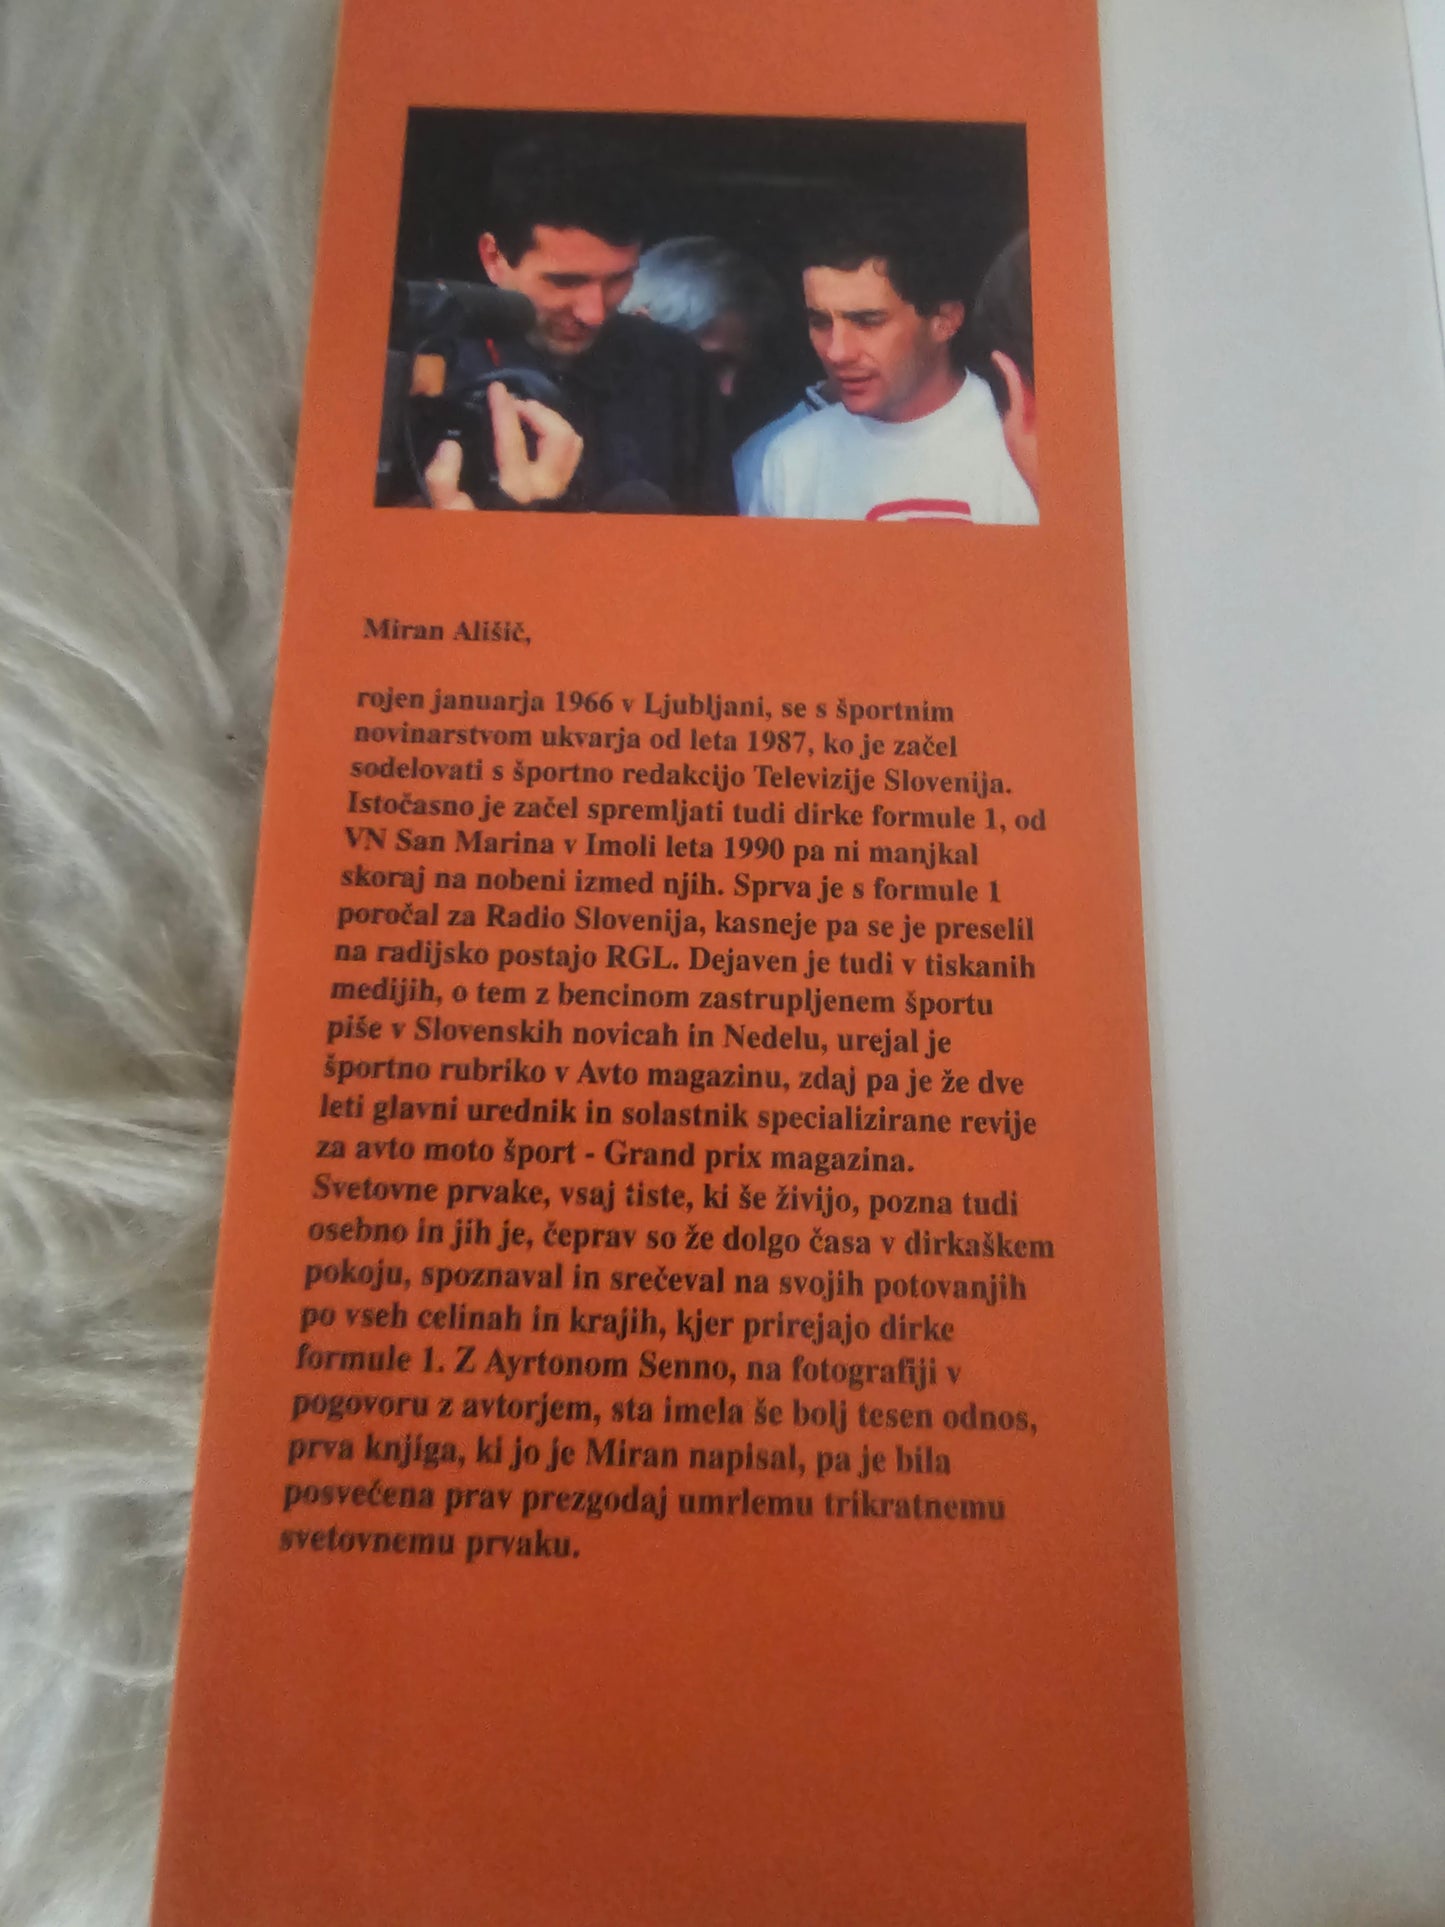 Miran Ališič,
rojen januarja 1966 v Ljubljani, se s športnim
novinarstvom ukvarja od leta 1987, ko je začel
sodelovati s športno redakcijo Televizije Slovenija.
Istočasno je začel spremljati tudi dirke formule 1, od
VN San Marina v Imoli leta 1990 pa ni manjkal
skoraj na nobeni izmed njih. Sprva je s formule 1
poročal za Radio Slovenija, kasneje pa se je preselil
na radijsko postajo RGL. Dejaven je tudi v tiskanih
medijih, o tem z bencinom zastrupljenem športu
piše v Slovenskih novicah in Nedelu, urejal je
športno rubriko v Avto magazinu, zdaj pa je že dve
leti glavni urednik in solastnik specializirane revije
za avto moto šport - Grand prix magazina.
Svetovne prvake, vsaj tiste, ki še živijo, pozna tudi
osebno in jih je, čeprav so že dolgo časa v dirkaškem
pokoju, spoznaval in srečeval na svojih potovanjih
po vseh celinah in krajih, kjer prirejajo dirke
formule 1. Z Ayrtonom Senno, na fotografiji v
pogovoru z avtorjem, sta imela še bolj tesen odnos,
prva knjiga, ki jo je Miran napisal, pa je bila
posvečena prav prezgodaj umrlemu trikratnemu
svetovnemu prvaku.